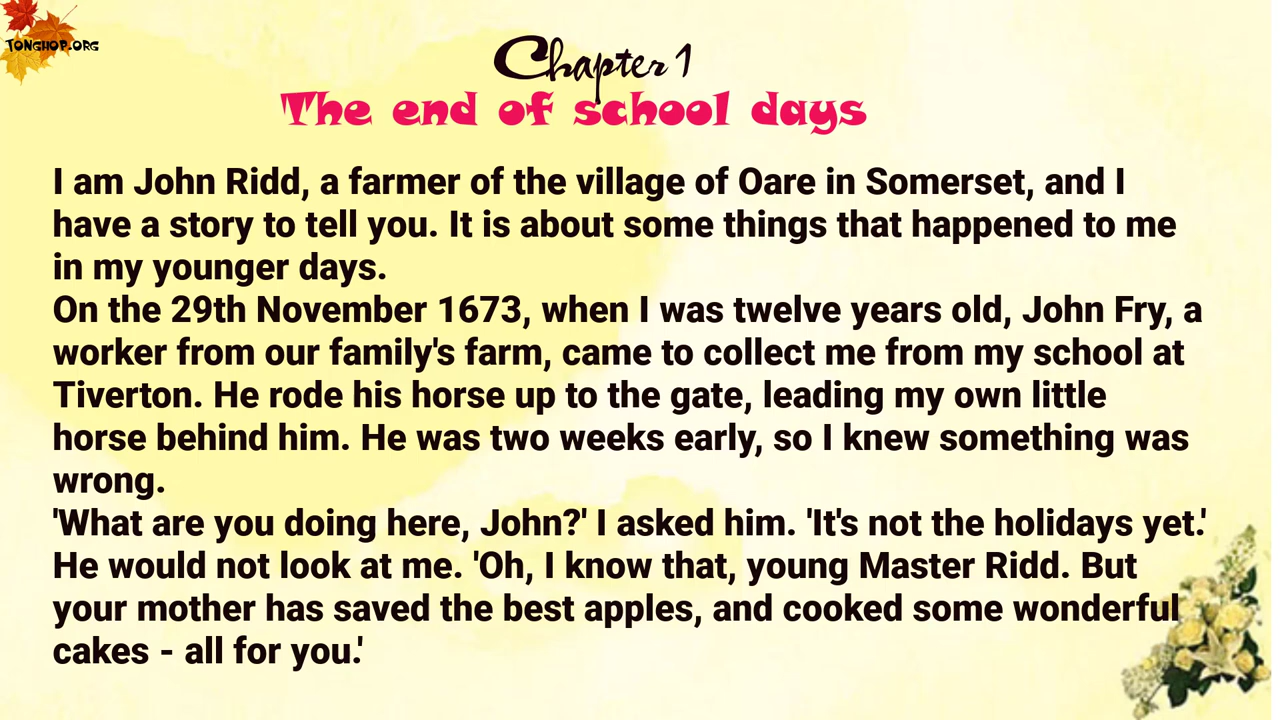 TONGHOP.ORG
Chapter 1
The end of school days
I am John Ridd, a farmer of the village of Oare in Somerset, and I
have a story to tell you. It is about some things that happened to me
in my younger days.
On the 29th November 1673, when I was twelve years old, John Fry, a
worker from our family's farm, came to collect me from my school at
Tiverton. He rode his horse up to the gate, leading my own little
horse behind him. He was two weeks early, so I knew something was
wrong.
'What are you doing here, John?' I asked him. 'It's not the holidays yet.'
He would not look at me. 'Oh, I know that, young Master Ridd. But
your mother has saved the best apples, and cooked some wonderful
cakes - all for you.'